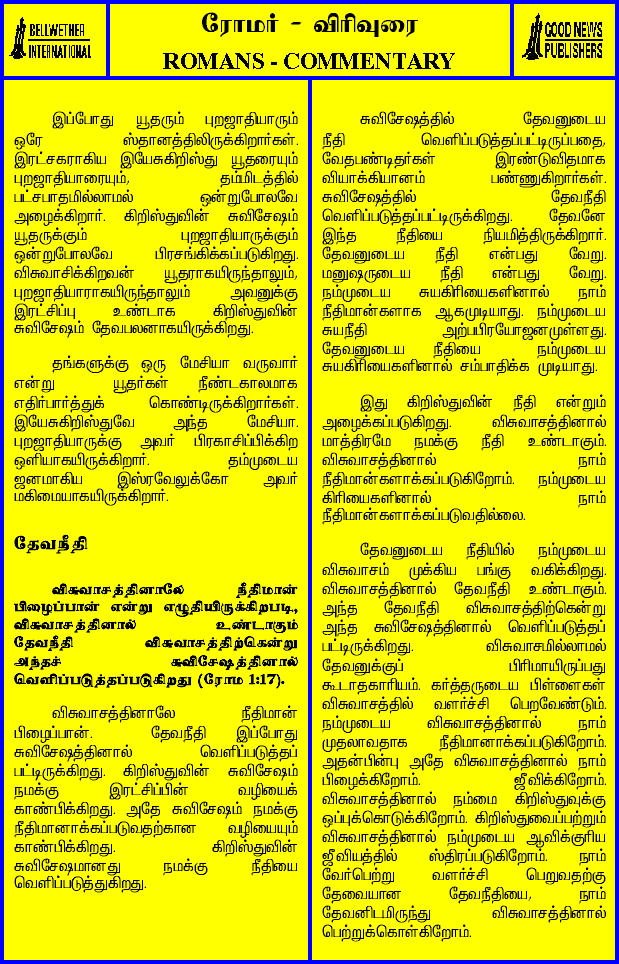 BELLWETHER
INTERNATIONAL
ரோமர் - விரிவுரை
ROMANS - COMMENTARY
GOOD NEWS
PUBLISHERS
இப்போது யூதரும் புறஜாதியாரும்
ஒரே ஸ்தானத்திலிருக்கிறார்கள்.
இரட்சகராகிய இயேசுகிறிஸ்து யூதரையும்
புறஜாதியாரையும், தம்மிடத்தில்
பட்சபாதமில்லாமல் ஒன்றுபோலவே
அழைக்கிறார். கிறிஸ்துவின் சுவிசேஷம்
யூதருக்கும் புறஜாதியாருக்கும்
ஒன்றுபோலவே பிரசங்கிக்கப்படுகிறது.
விசுவாசிக்கிறவன் யூதராகயிருந்தாலும்,
புறஜாதியாராகயிருந்தாலும் அவனுக்கு
இரட்சிப்பு உண்டாக கிறிஸ்துவின்
சுவிசேஷம் தேவபலனாகயிருக்கிறது.
தங்களுக்கு ஒரு மேசியா வருவார்
என்று யூதர்கள் நீண்டகாலமாக
எதிர்பார்த்துக் கொண்டிருக்கிறார்கள்.
இயேசுகிறிஸ்துவே அந்த மேசியா.
புறஜாதியாருக்கு அவர் பிரகாசிப்பிக்கிற
ஒளியாகயிருக்கிறார். தம்முடைய
ஜனமாகிய இஸ்ரவேலுக்கோ அவர்
மகிமையாகயிருக்கிறார்.
தேவநீதி
விசுவாசத்தினாலே நீதிமான்
பிழைப்பான் என்று எழுதியிருக்கிறபடி,
விசுவாசத்தினால் உண்டாகும்
தேவநீதி விசுவாசத்திற்கென்று
அந்தச் சுவிசேஷத்தினால்
வெளிப்படுத்தப்படுகிறது (ரோம 1:17).
விசுவாசத்தினாலே நீதிமான்
பிழைப்பான். தேவநீதி இப்போது
சுவிசேஷத்தினால் வெளிப்படுத்தப்
பட்டிருக்கிறது. கிறிஸ்துவின் சுவிசேஷம்
நமக்கு இரட்சிப்பின் வழியைக்
காண்பிக்கிறது. அதே சுவிசேஷம் நமக்கு
நீதிமானாக்கப்படுவதற்கான வழியையும்
காண்பிக்கிறது. கிறிஸ்துவின்
சுவிசேஷமானது நமக்கு நீதியை
வெளிப்படுத்துகிறது.
சுவிசேஷத்தில் தேவனுடைய
நீதி வெளிப்படுத்தப்பட்டிருப்பதை,
வேதபண்டிதர்கள் இரண்டுவிதமாக
வியாக்கியானம் பண்ணுகிறார்கள்.
சுவிசேஷத்தில் தேவநீதி
வெளிப்படுத்தப்பட்டிருக்கிறது. தேவனே
இந்த நீதியை நியமித்திருக்கிறார்.
தேவனுடைய நீதி என்பது வேறு.
மனுஷருடைய நீதி என்பது வேறு.
நம்முடைய சுயகிரியைகளினால் நாம்
நீதிமான்களாக ஆகமுடியாது. நம்முடைய
சுயநீதி அற்பபிரயோஜனமுள்ளது.
தேவனுடைய நீதியை நம்முடைய
சுயகிரியைகளினால் சம்பாதிக்க முடியாது.
இது கிறிஸ்துவின் நீதி என்றும்
அழைக்கப்படுகிறது. விசுவாசத்தினால்
மாத்திரமே நமக்கு நீதி உண்டாகும்.
விசுவாசத்தினால் நாம்
நீதிமான்களாக்கப்படுகிறோம். நம்முடைய
கிரியைகளினால் நாம்
நீதிமான்களாக்கப்படுவதில்லை.
தேவனுடைய நீதியில் நம்முடைய
விசுவாசம் முக்கிய பங்கு வகிக்கிறது.
விசுவாசத்தினால் தேவநீதி உண்டாகும்.
அந்த தேவநீதி விசுவாசத்திற்கென்று
அந்த சுவிசேஷத்தினால் வெளிப்படுத்தப்
பட்டிருக்கிறது. விசுவாசமில்லாமல்
தேவனுக்குப் பிரிமாயிருப்பது
கூடாதகாரியம். கர்த்தருடைய பிள்ளைகள்
விசுவாசத்தில் வளர்ச்சி பெறவேண்டும்.
நம்முடைய விசுவாசத்தினால் நாம்
முதலாவதாக நீதிமானாக்கப்படுகிறோம்.
அதன்பின்பு அதே விசுவாசத்தினால் நாம்
பிழைக்கிறோம். ஜீவிக்கிறோம்.
விசுவாசத்தினால் நம்மை கிறிஸ்துவுக்கு
ஒப்புக்கொடுக்கிறோம். கிறிஸ்துவைப்பற்றும்
விசுவாசத்தினால் நம்முடைய ஆவிக்குரிய
ஜீவியத்தில் ஸ்திரப்படுகிறோம். நாம்
வேர்பெற்று வளர்ச்சி பெறுவதற்கு
தேவையான தேவநீதியை, நாம்
தேவனிடமிருந்து விசுவாசத்தினால்
பெற்றுக்கொள்கிறோம்.